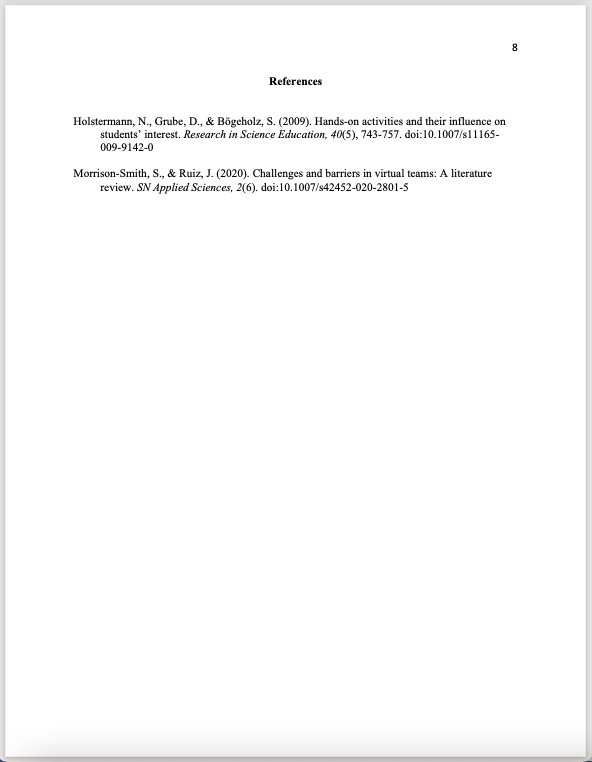 8
References
Holstermann, N., Grube, D., & Bögeholz, S. (2009). Hands-on activities and their influence on
students’ interest. Research in Science Education, 40(5), 743-757. doi:10.1007/s11165-
009-9142-0
Morrison-Smith, S., & Ruiz, J. (2020). Challenges and barriers in virtual teams: A literature
review. SN Applied Sciences, 2(6). doi:10.1007/s42452-020-2801-5